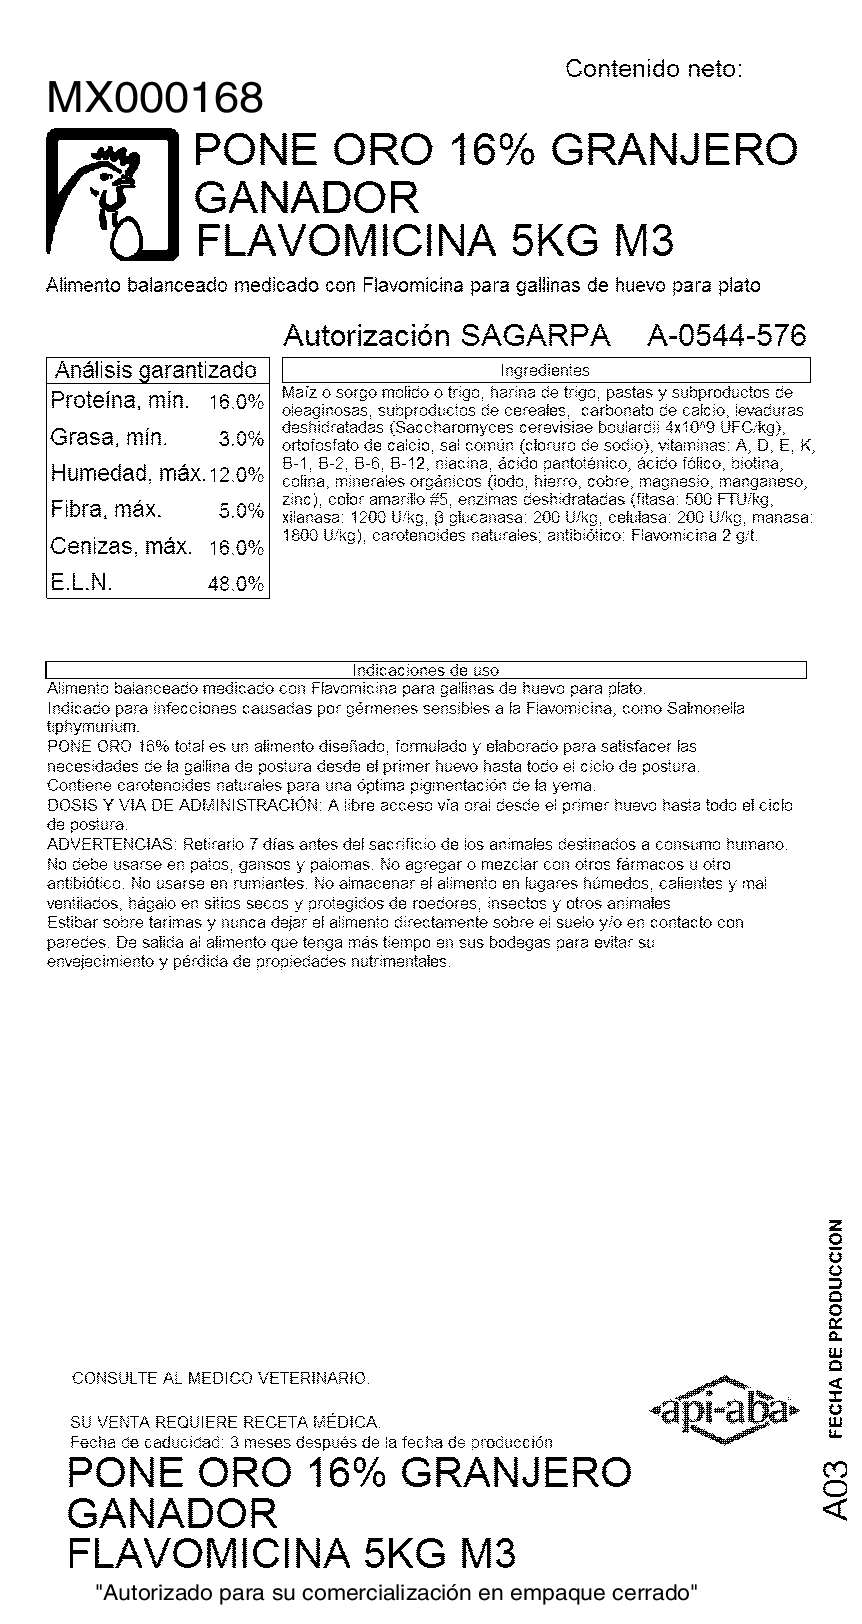 Contenido neto:
MX000168
PONE ORO 16% GRANJERO
GANADOR
FLAVOMICINA 5KG M3
Alimento balanceado medicado con Flavomicina para gallinas de huevo para plato
Autorización SAGARPA A-0544-576
Análisis garantizado
Proteína, mín. 16.0%
Grasa, mín. 3.0%
Humedad, máx. 12.0%
Fibra, máx. 5.0%
Cenizas, máx. 16.0%
E.L.N. 48.0%
Ingredientes
Maíz o sorgo molido o trigo, harina de trigo, pastas y subproductos de
oleaginosas, subproductos de cereales, carbonato de calcio, levaduras
deshidratadas (Saccharomyces cerevisiae boulardii 4x10^9 UFC/kg),
ortofosfato de calcio, sal común (cloruro de sodio), vitaminas: A, D, E, K,
B-1, B-2, B-6, B-12, niacina, ácido pantoténico, ácido fólico, biotina,
colina, minerales orgánicos (iodo, hierro, cobre, magnesio, manganeso,
zinc), color amarillo #5, enzimas deshidratadas (fitasa: 500 FTU/kg,
xilanasa: 1200 U/kg, β glucanasa: 200 U/kg, celulasa: 200 U/kg, manasa:
1800 U/kg), carotenoides naturales; antibiótico: Flavomicina 2 g/t.
Indicaciones de uso
Alimento balanceado medicado con Flavomicina para gallinas de huevo para plato.
Indicado para infecciones causadas por gérmenes sensibles a la Flavomicina, como Salmonella
tiphymurium.
PONE ORO 16% total es un alimento diseñado, formulado y elaborado para satisfacer las
necesidades de la gallina de postura desde el primer huevo hasta todo el ciclo de postura.
Contiene carotenoides naturales para una óptima pigmentación de la yema.
DOSIS Y VIA DE ADMINISTRACIÓN: A libre acceso vía oral desde el primer huevo hasta todo el ciclo
de postura.
ADVERTENCIAS: Retirarlo 7 días antes del sacrificio de los animales destinados a consumo humano.
No debe usarse en patos, gansos y palomas. No agregar o mezclar con otros fármacos u otro
antibiótico. No usarse en rumiantes. No almacenar el alimento en lugares húmedos, calientes y mal
ventilados, hágalo en sitios secos y protegidos de roedores, insectos y otros animales
Estibar sobre tarimas y nunca dejar el alimento directamente sobre el suelo y/o en contacto con
paredes. De salida al alimento que tenga más tiempo en sus bodegas para evitar su
envejecimiento y pérdida de propiedades nutrimentales.
FECHA DE PRODUCCION
A03
CONSULTE AL MEDICO VETERINARIO.
api-aba
SU VENTA REQUIERE RECETA MÉDICA.
Fecha de caducidad: 3 meses después de la fecha de producción
PONE ORO 16% GRANJERO
GANADOR
FLAVOMICINA 5KG M3
"Autorizado para su comercialización en empaque cerrado"